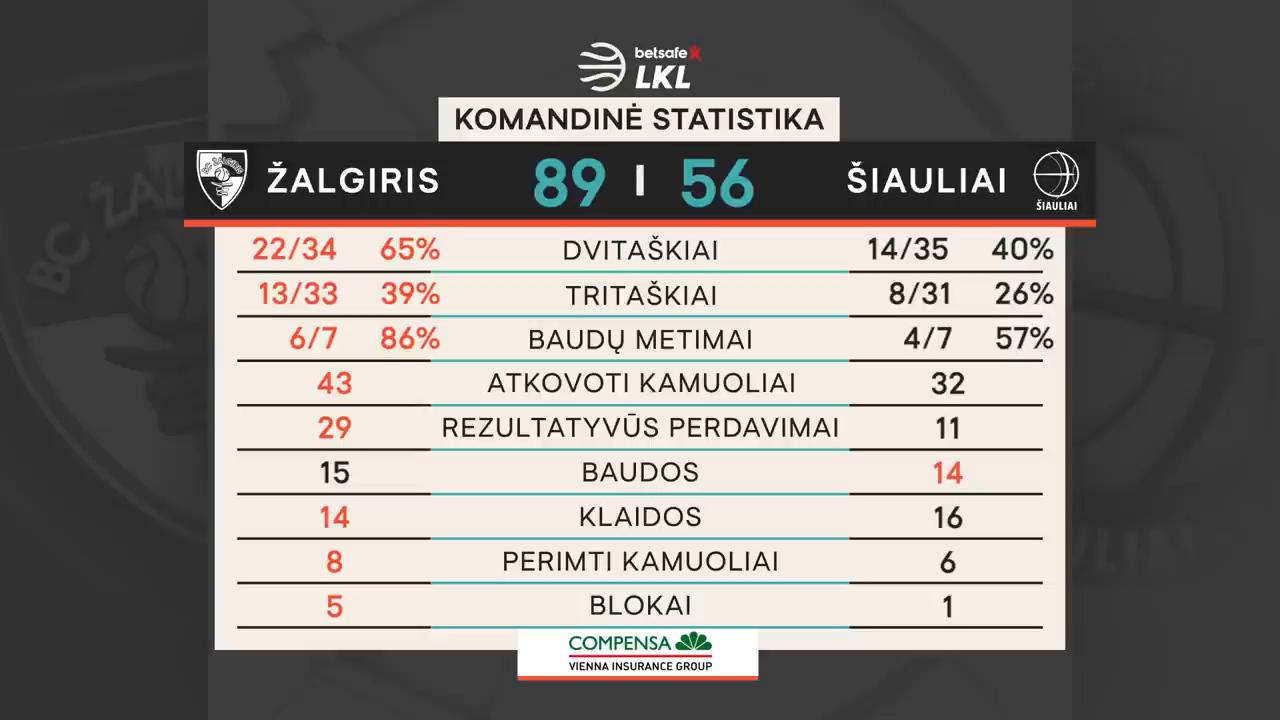 betsafe
LKL
KOMANDINĖ STATISTIKA
BC ŽALGIRIS
ŽALGIRIS 89 | 56 ŠIAULIAI
ŠIAULIAI
22/34 65% DVITAŠKIAI 14/35 40%
13/33 39% TRITAŠKIAI 8/31 26%
6/7 86% BAUDŲ METIMAI 4/7 57%
43 ATKOVOTI KAMUOLIAI 32
29 REZULTATYVŪS PERDAVIMAI 11
15 BAUDOS 14
14 KLAIDOS 16
8 PERIMTI KAMUOLIAI 6
5 BLOKAI 1
COMPENSA
VIENNA INSURANCE GROUP